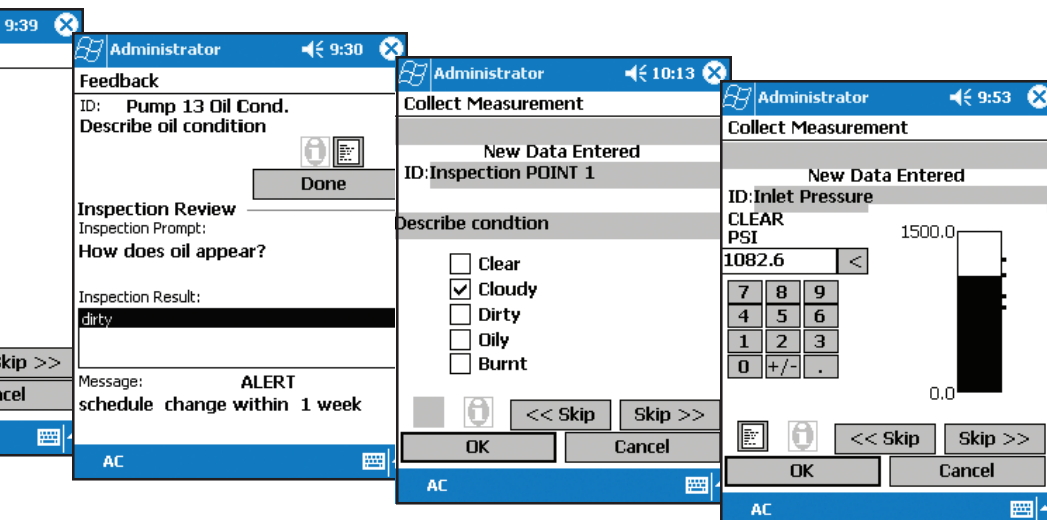 9:39
kip >>
cel
Administrator 9:30
Feedback
ID: Pump 13 Oil Cond.
Describe oil condition
Done
Inspection Review
Inspection Prompt:
How does oil appear?
Inspection Result:
dirty
Message: ALERT
schedule change within 1 week
AC
Administrator 10:13
Collect Measurement
New Data Entered
ID:Inspection POINT 1
Describe condtion
Clear
Cloudy
Dirty
Oily
Burnt
<< Skip Skip >>
OK Cancel
AC
Administrator 9:53
Collect Measurement
New Data Entered
ID:Inlet Pressure
CLEAR
PSI
1500.0
1082.6 <
7 8 9
4 5 6
1 2 3
0 +/- .
0.0
<< Skip Skip >>
OK Cancel
AC